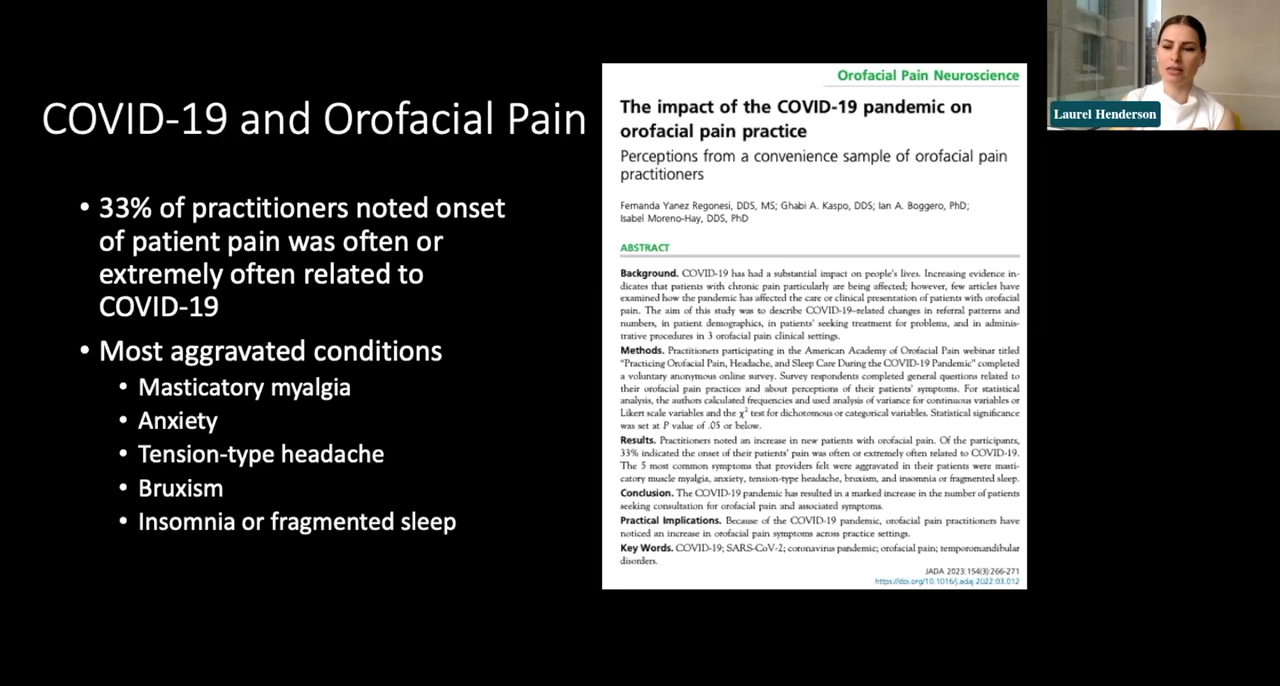 COVID-19 and Orofacial Pain
• 33% of practitioners noted onset
of patient pain was often or
extremely often related to
COVID-19
• Most aggravated conditions
• Masticatory myalgia
• Anxiety
• Tension-type headache
• Bruxism
• Insomnia or fragmented sleep
Orofacial Pain Neuroscience
The impact of the COVID-19 pandemic on
orofacial pain practice
Perceptions from a convenience sample of orofacial pain
practitioners
Fernanda Yanez Regonesi, DDS, MS; Ghabi A. Kaspo, DDS; Ian A. Boggero, PhD;
Isabel Moreno-Hay, DDS, PhD
ABSTRACT
Background. COVID-19 has had a substantial impact on people's lives. Increasing evidence in-
dicates that patients with chronic pain particularly are being affected; however, few articles have
examined how the pandemic has affected the care or clinical presentation of patients with orofacial
pain. The aim of this study was to describe COVID-19–related changes in referral patterns and
numbers, in patient demographics, in patients' seeking treatment for problems, and in adminis-
trative procedures in 3 orofacial pain clinical settings.
Methods. Practitioners participating in the American Academy of Orofacial Pain webinar titled
"Practicing Orofacial Pain, Headache, and Sleep Care During the COVID-19 Pandemic" completed
a voluntary anonymous online survey. Survey respondents completed general questions related to
their orofacial pain practices and about perceptions of their patients' symptoms. For statistical
analysis, the authors calculated frequencies and used analysis of variance for continuous variables or
Likert scale variables and the χ² test for dichotomous or categorical variables. Statistical significance
was set at P value of .05 or below.
Results. Practitioners noted an increase in new patients with orofacial pain. Of the participants,
33% indicated the onset of their patients' pain was often or extremely often related to COVID-19.
The 5 most common symptoms that providers felt were aggravated in their patients were masti-
catory muscle myalgia, anxiety, tension-type headache, bruxism, and insomnia or fragmented sleep.
Conclusion. The COVID-19 pandemic has resulted in a marked increase in the number of patients
seeking consultation for orofacial pain and associated symptoms.
Practical Implications. Because of the COVID-19 pandemic, orofacial pain practitioners have
noticed an increase in orofacial pain symptoms across practice settings.
Key Words. COVID-19; SARS-CoV-2; coronavirus pandemic; orofacial pain; temporomandibular
disorders.
JADA 2023:154(3):266-271
https://doi.org/10.1016/j.adaj.2022.03.012
Laurel Henderson